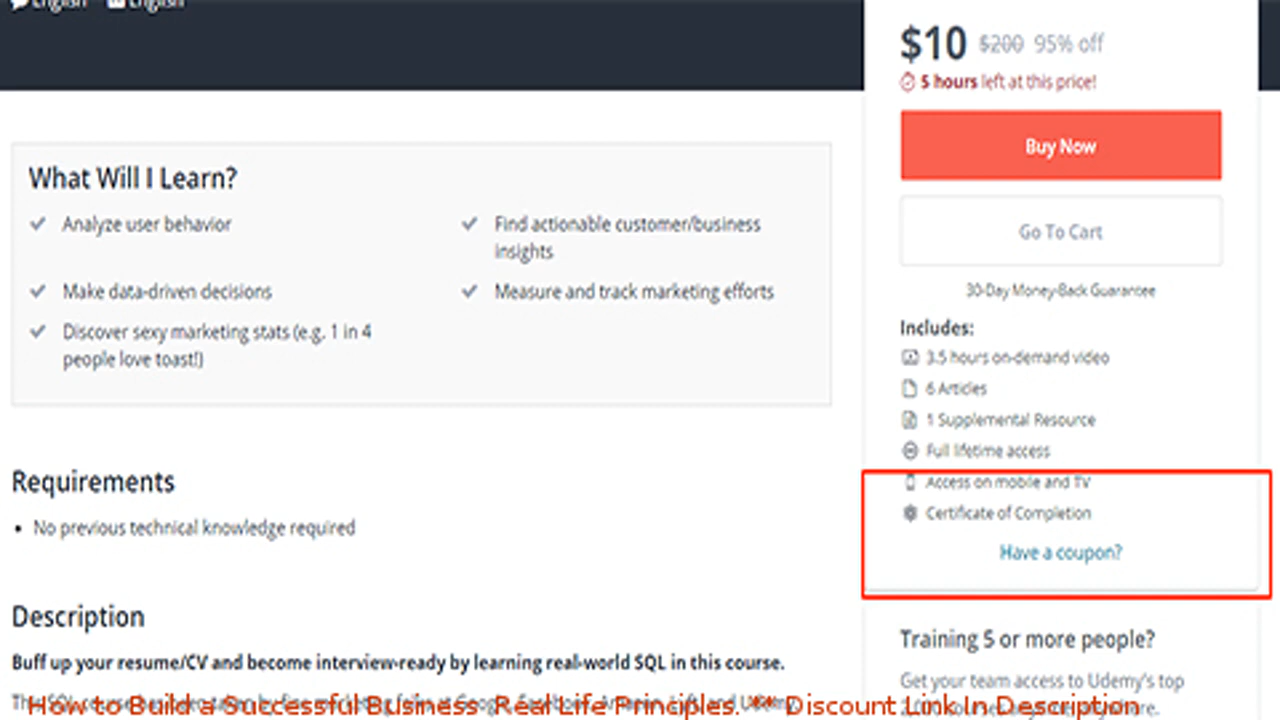 English English
$10 $200 95% off
5 hours left at this price!
Buy Now
Go To Cart
30-Day Money-Back Guarantee
Includes:
3.5 hours on-demand video
6 Articles
1 Supplemental Resource
Full lifetime access
Access on mobile and TV
Certificate of Completion
Have a coupon?
Training 5 or more people?
Get your team access to Udemy's top
What Will I Learn?
Analyze user behavior
Find actionable customer/business
insights
Make data-driven decisions
Measure and track marketing efforts
Discover sexy marketing stats (e.g. 1 in 4
people love toast!)
Requirements
• No previous technical knowledge required
Description
Buff up your resume/CV and become interview-ready by learning real-world SQL in this course.
How to Build a Successful Business Real Life Principles. *** Discount Link In Description